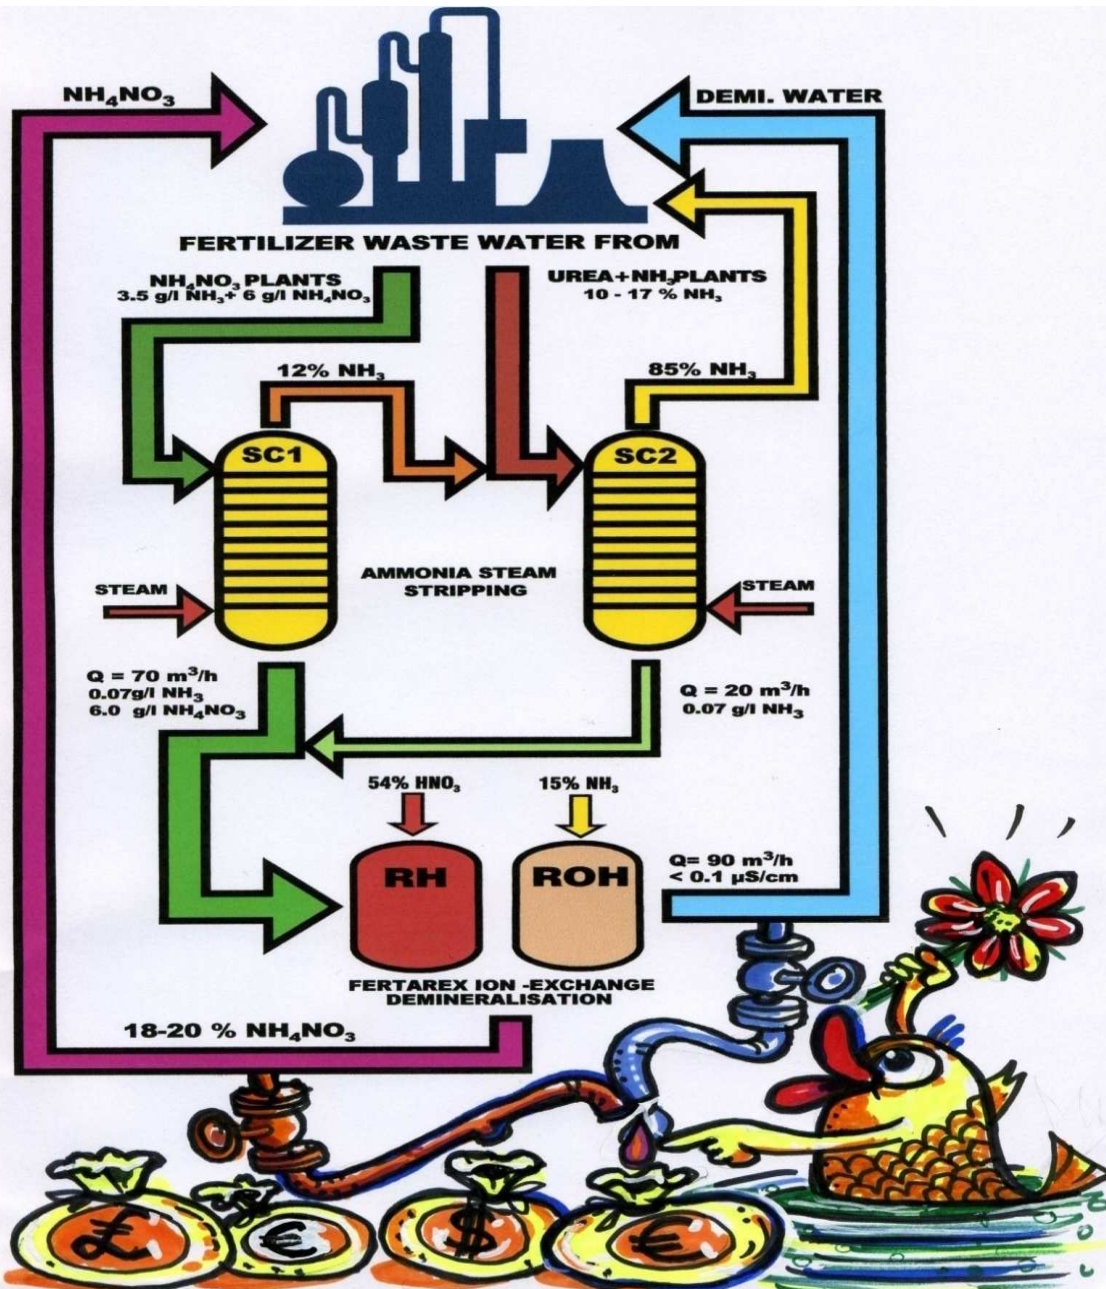 NH₄NO₃
DEMI. WATER
FERTILIZER WASTE WATER FROM
NH₄NO₃ PLANTS
3.5 g/l NH₃+ 6 g/l NH₄NO₃
UREA+NH₃PLANTS
10 - 17 % NH₃
12% NH₃
85% NH₃
SC1
SC2
AMMONIA STEAM
STRIPPING
STEAM
STEAM
Q = 70 m³/h
0.07g/l NH₃
6.0 g/l NH₄NO₃
Q = 20 m³/h
0.07 g/l NH₃
54% HNO₃
15% NH₃
RH
ROH
Q= 90 m³/h
< 0.1 µS/cm
FERTAREX ION -EXCHANGE
DEMINERALISATION
18-20 % NH₄NO₃
£
€
$
€